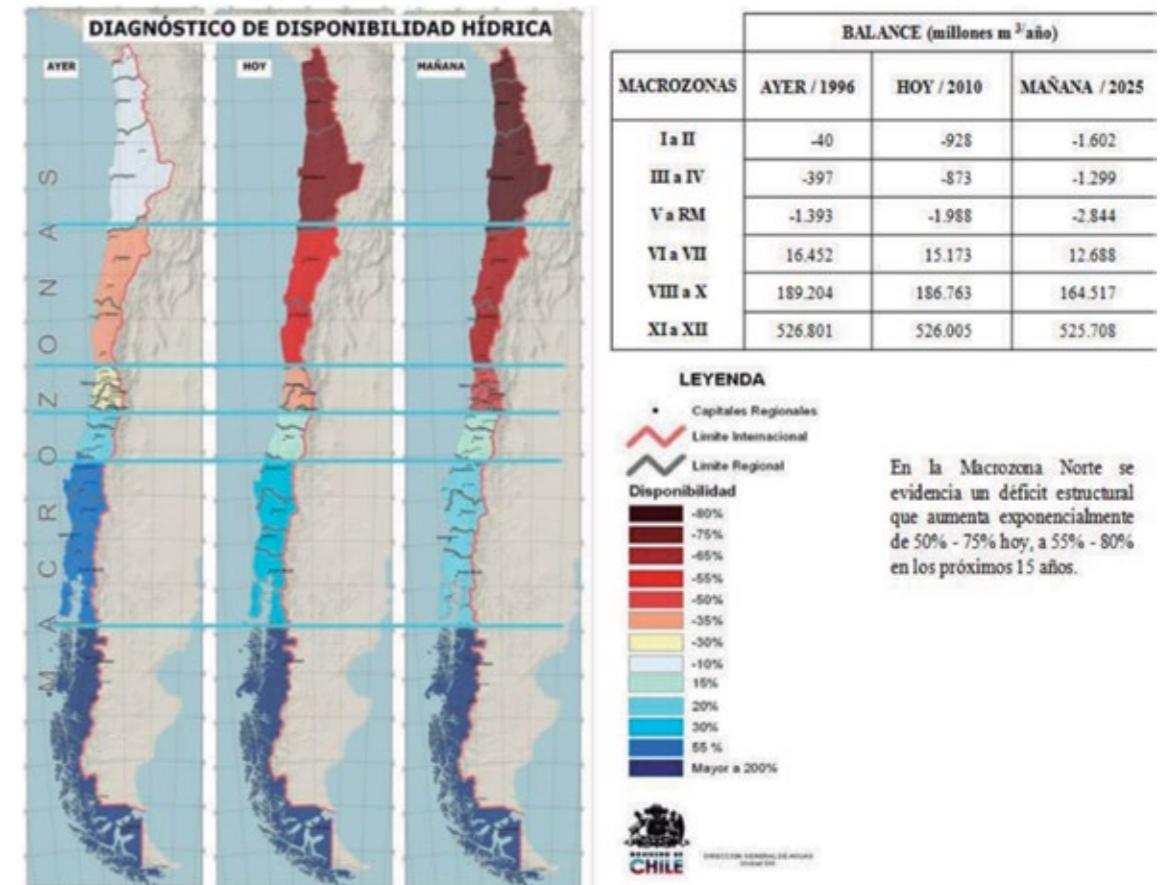 DIAGNÓSTICO DE DISPONIBILIDAD HÍDRICA
AYER
HOY
MAÑANA
MACROZONAS
BALANCE (millones m ³/año)
MACROZONAS AYER / 1996 HOY / 2010 MAÑANA / 2025
I a II -40 -928 -1.602
III a IV -397 -873 -1.299
V a RM -1.393 -1.988 -2.844
VI a VII 16.452 15.173 12.688
VIII a X 189.204 186.763 164.517
XI a XII 526.801 526.005 525.708
LEYENDA
Capitales Regionales
Limite Internacional
Limite Regional
Disponibilidad
-80%
-75%
-65%
-55%
-50%
-35%
-30%
-10%
15%
20%
30%
55 %
Mayor a 200%
En la Macrozona Norte se
evidencia un déficit estructural
que aumenta exponencialmente
de 50% - 75% hoy, a 55% - 80%
en los próximos 15 años.
GOBIERNO DE
CHILE
DIRECCION GENERAL DE AGUAS